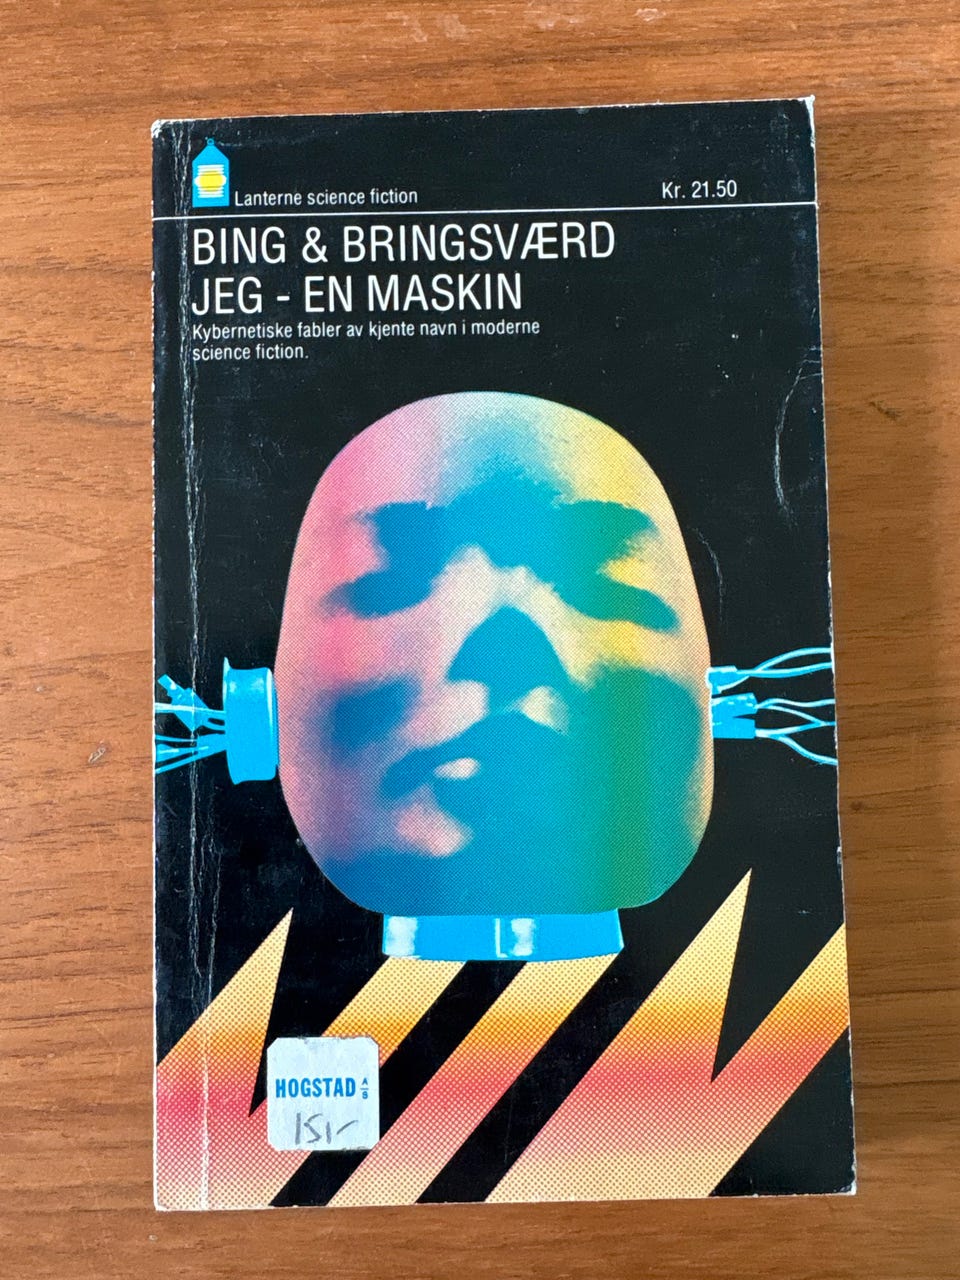 Lanterne science fiction
Kr. 21.50
BING & BRINGSVÆRD
JEG - EN MASKIN
Kybernetiske fabler av kjente navn i moderne
science fiction.
HOGSTAD A/S
15,-